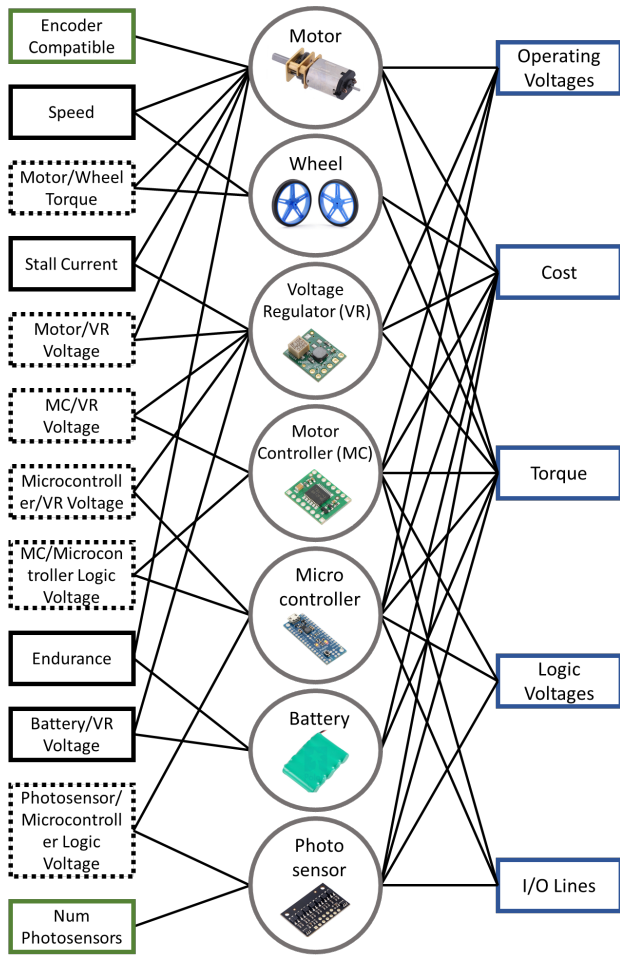 Encoder
Compatible
Speed
Motor/Wheel
Torque
Stall Current
Motor/VR
Voltage
MC/VR
Voltage
Microcontroll
er/VR Voltage
MC/Microcon
troller Logic
Voltage
Endurance
Battery/VR
Voltage
Photosensor/
Microcontroll
er Logic
Voltage
Num
Photosensors
Motor
Wheel
Voltage
Regulator (VR)
Motor
Controller (MC)
Micro
controller
Battery
Photo
sensor
Operating
Voltages
Cost
Torque
Logic
Voltages
I/O Lines